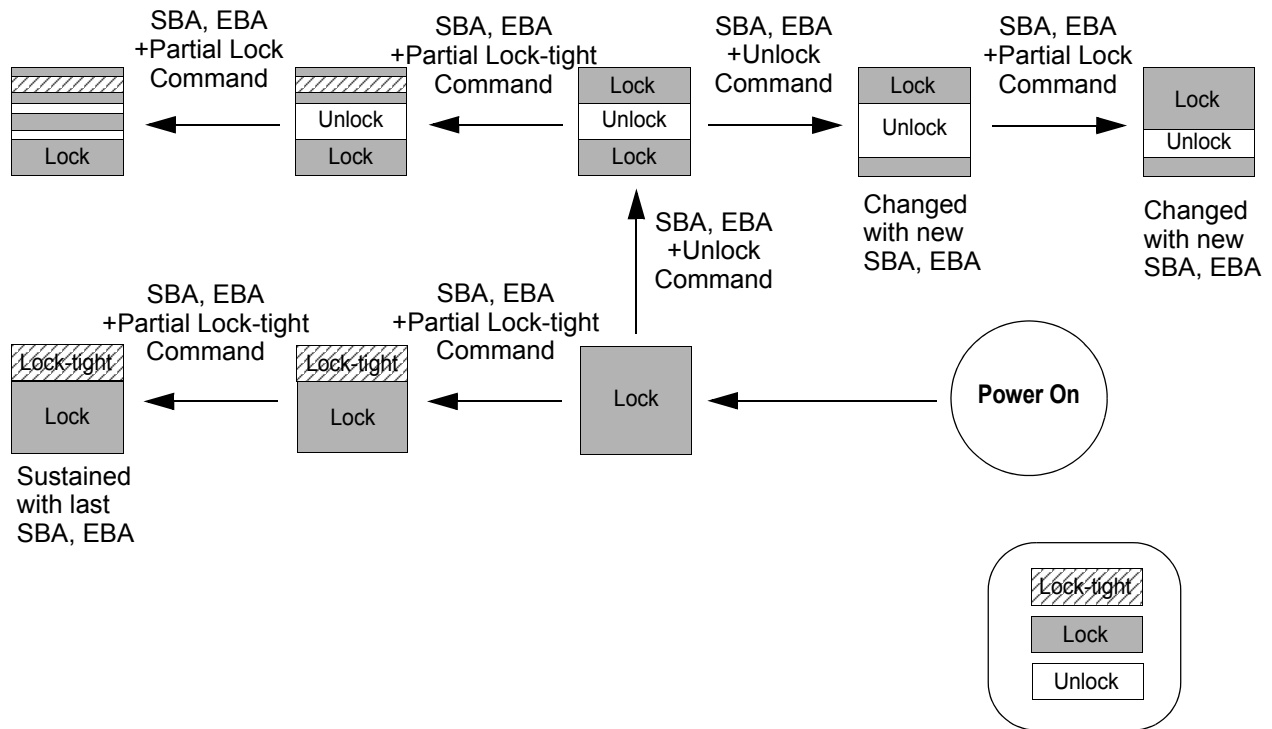 SBA, EBA
+Partial Lock
Command
SBA, EBA
+Partial Lock-tight
Command
SBA, EBA
+Unlock
Command
SBA, EBA
+Partial Lock
Command
Lock
Unlock
Lock
Lock
Unlock
Lock
Lock
Unlock
Lock
Unlock
Changed
with new
SBA, EBA
Changed
with new
SBA, EBA
SBA, EBA
+Unlock
Command
SBA, EBA
+Partial Lock-tight
Command
SBA, EBA
+Partial Lock-tight
Command
Lock-tight
Lock
Lock-tight
Lock
Lock
Power On
Sustained
with last
SBA, EBA
Lock-tight
Lock
Unlock